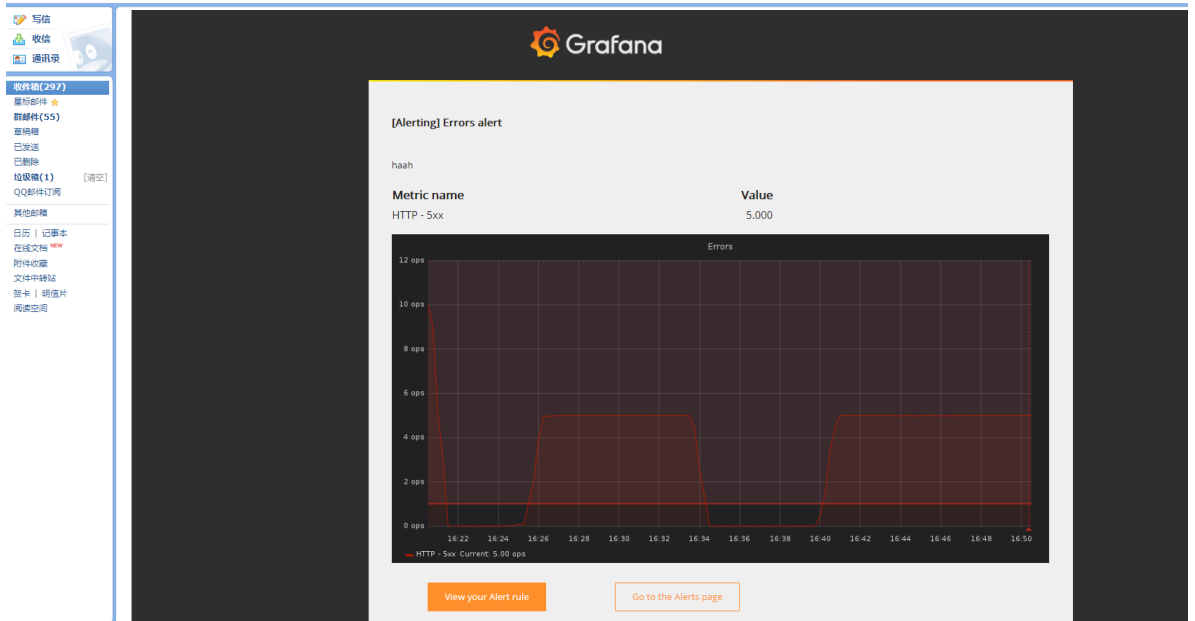 写信
收信
通讯录
收件箱(297)
星标邮件
群邮件(55)
草稿箱
已发送
已删除
垃圾箱(1) [清空]
QQ邮件订阅
其他邮箱
日历 | 记事本
在线文档 NEW
附件收藏
文件中转站
贺卡 | 明信片
阅读空间
Grafana
[Alerting] Errors alert
haah
Metric name Value
HTTP - 5xx 5.000
Errors
12 ops
10 ops
8 ops
6 ops
4 ops
2 ops
0 ops
16:22 16:24 16:26 16:28 16:30 16:32 16:34 16:36 16:38 16:40 16:42 16:44 16:46 16:48 16:50
HTTP - 5xx Current: 5.00 ops
View your Alert rule Go to the Alerts page